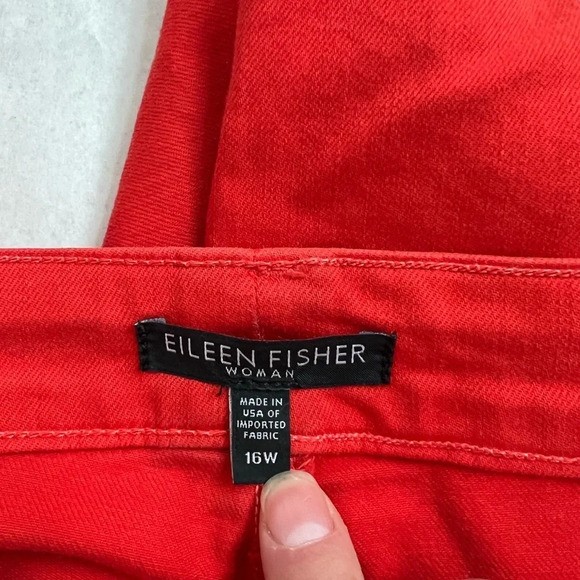 EILEEN FISHER
WOMAN
MADE IN
USA OF
IMPORTED
FABRIC
16W